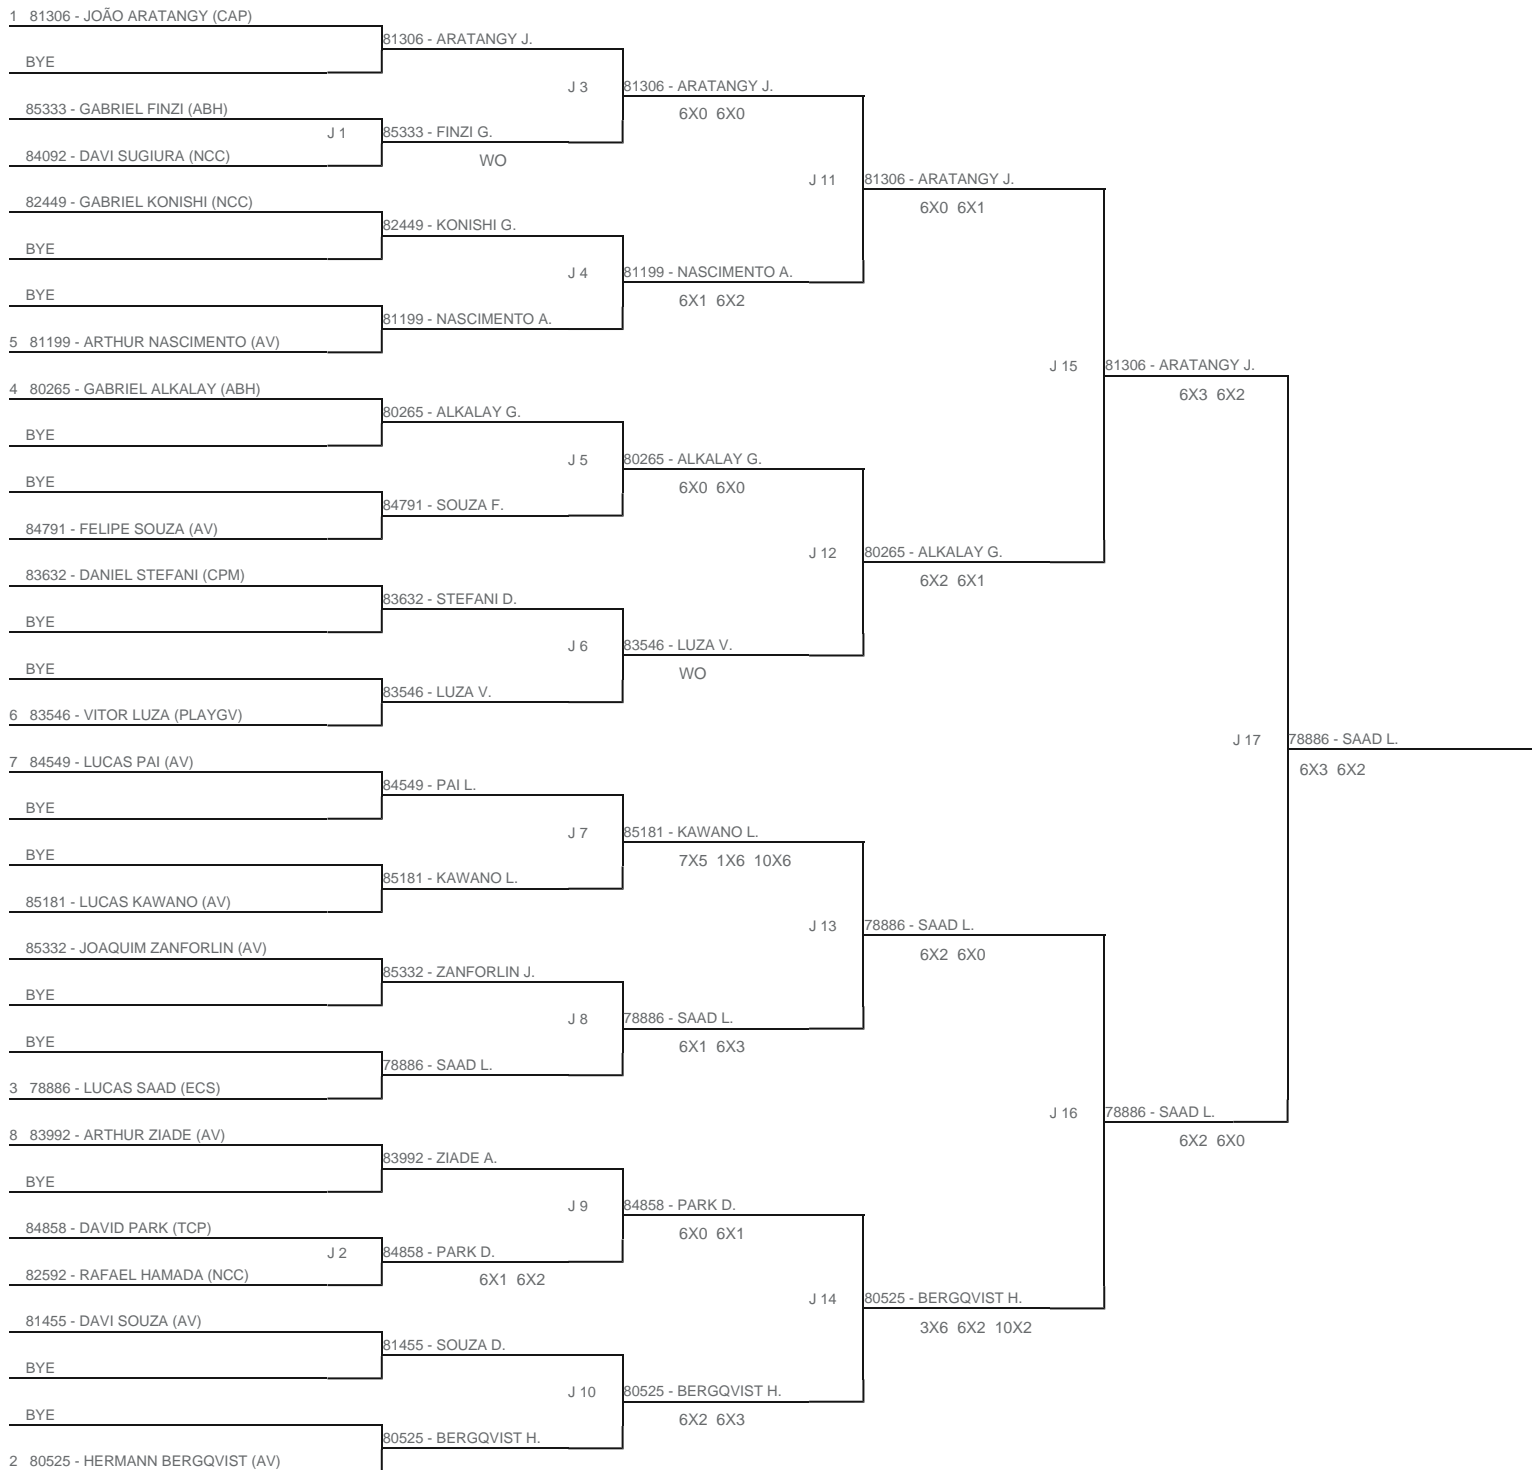 1 81306 - JOÃO ARATANGY (CAP)
81306 - ARATANGY J.
BYE
J 3
81306 - ARATANGY J.
6X0 6X0
85333 - GABRIEL FINZI (ABH)
J 1
85333 - FINZI G.
WO
84092 - DAVI SUGIURA (NCC)
J 11
81306 - ARATANGY J.
6X0 6X1
82449 - GABRIEL KONISHI (NCC)
82449 - KONISHI G.
BYE
J 4
81199 - NASCIMENTO A.
6X1 6X2
BYE
81199 - NASCIMENTO A.
5 81199 - ARTHUR NASCIMENTO (AV)
J 15
81306 - ARATANGY J.
6X3 6X2
4 80265 - GABRIEL ALKALAY (ABH)
80265 - ALKALAY G.
BYE
J 5
80265 - ALKALAY G.
6X0 6X0
BYE
84791 - SOUZA F.
84791 - FELIPE SOUZA (AV)
J 12
80265 - ALKALAY G.
6X2 6X1
83632 - DANIEL STEFANI (CPM)
83632 - STEFANI D.
BYE
J 6
83546 - LUZA V.
WO
BYE
83546 - LUZA V.
6 83546 - VITOR LUZA (PLAYGV)
J 17
78886 - SAAD L.
6X3 6X2
7 84549 - LUCAS PAI (AV)
84549 - PAI L.
BYE
J 7
85181 - KAWANO L.
7X5 1X6 10X6
BYE
85181 - KAWANO L.
85181 - LUCAS KAWANO (AV)
J 13
78886 - SAAD L.
6X2 6X0
85332 - JOAQUIM ZANFORLIN (AV)
85332 - ZANFORLIN J.
BYE
J 8
78886 - SAAD L.
6X1 6X3
BYE
78886 - SAAD L.
3 78886 - LUCAS SAAD (ECS)
J 16
78886 - SAAD L.
6X2 6X0
8 83992 - ARTHUR ZIADE (AV)
83992 - ZIADE A.
BYE
J 9
84858 - PARK D.
6X0 6X1
84858 - DAVID PARK (TCP)
J 2
84858 - PARK D.
6X1 6X2
82592 - RAFAEL HAMADA (NCC)
J 14
80525 - BERGQVIST H.
3X6 6X2 10X2
81455 - DAVI SOUZA (AV)
81455 - SOUZA D.
BYE
J 10
80525 - BERGQVIST H.
6X2 6X3
BYE
80525 - BERGQVIST H.
2 80525 - HERMANN BERGQVIST (AV)